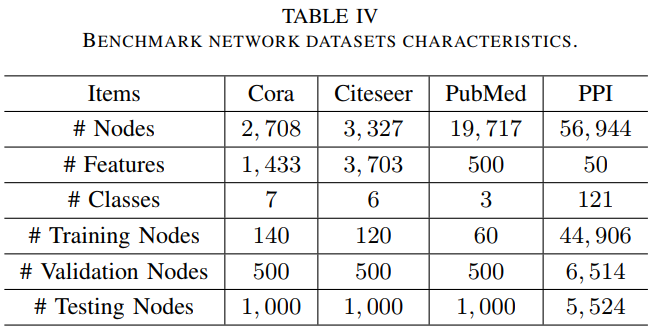 TABLE IV
BENCHMARK NETWORK DATASETS CHARACTERISTICS.
Items Cora Citeseer PubMed PPI
# Nodes 2,708 3,327 19,717 56,944
# Features 1,433 3,703 500 50
# Classes 7 6 3 121
# Training Nodes 140 120 60 44,906
# Validation Nodes 500 500 500 6,514
# Testing Nodes 1,000 1,000 1,000 5,524